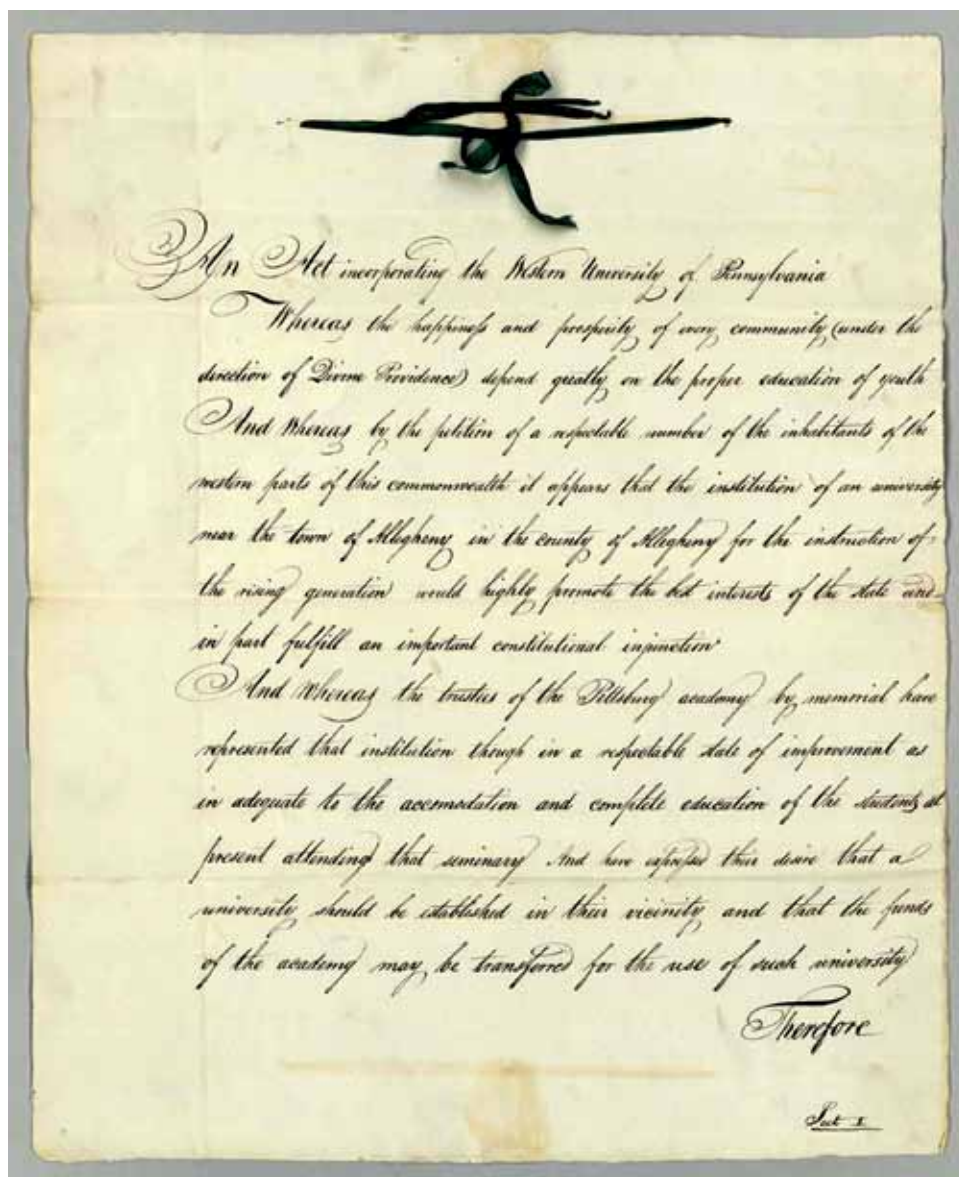 An Act incorporating the Western University of Pennsylvania
Whereas the happiness and prosperity of every community (under the
direction of Divine Providence) depend greatly on the proper education of youth
And Whereas by the petition of a respectable number of the inhabitants of the
western parts of this commonwealth it appears that the institution of an university
near the town of Allegheny in the county of Allegheny for the instruction of
the rising generation would highly promote the best interests of the state and
in part fulfill an important constitutional injunction
And whereas the trustees of the Pittsburg academy by memorial have
represented that institution though in a respectable state of improvement as
in adequate to the accomodation and complete education of the students at
present attending that seminary And have expressed their desire that a
university should be established in their vicinity and that the funds
of the academy may be transferred for the use of such university
Therefore
Sect 1